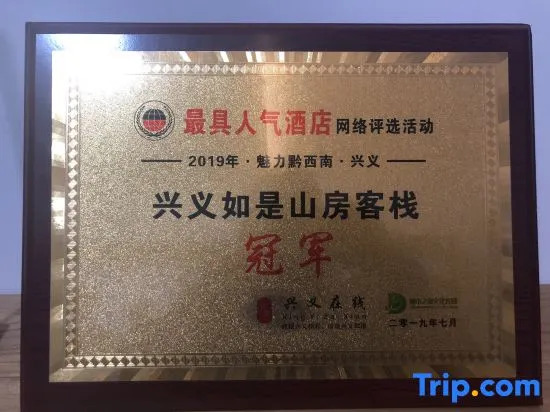 最具人气酒店网络评选活动
2019年·魅力黔西南·兴义
兴义如是山房客栈
冠军
兴义在线
二零一九年七月
Trip.com